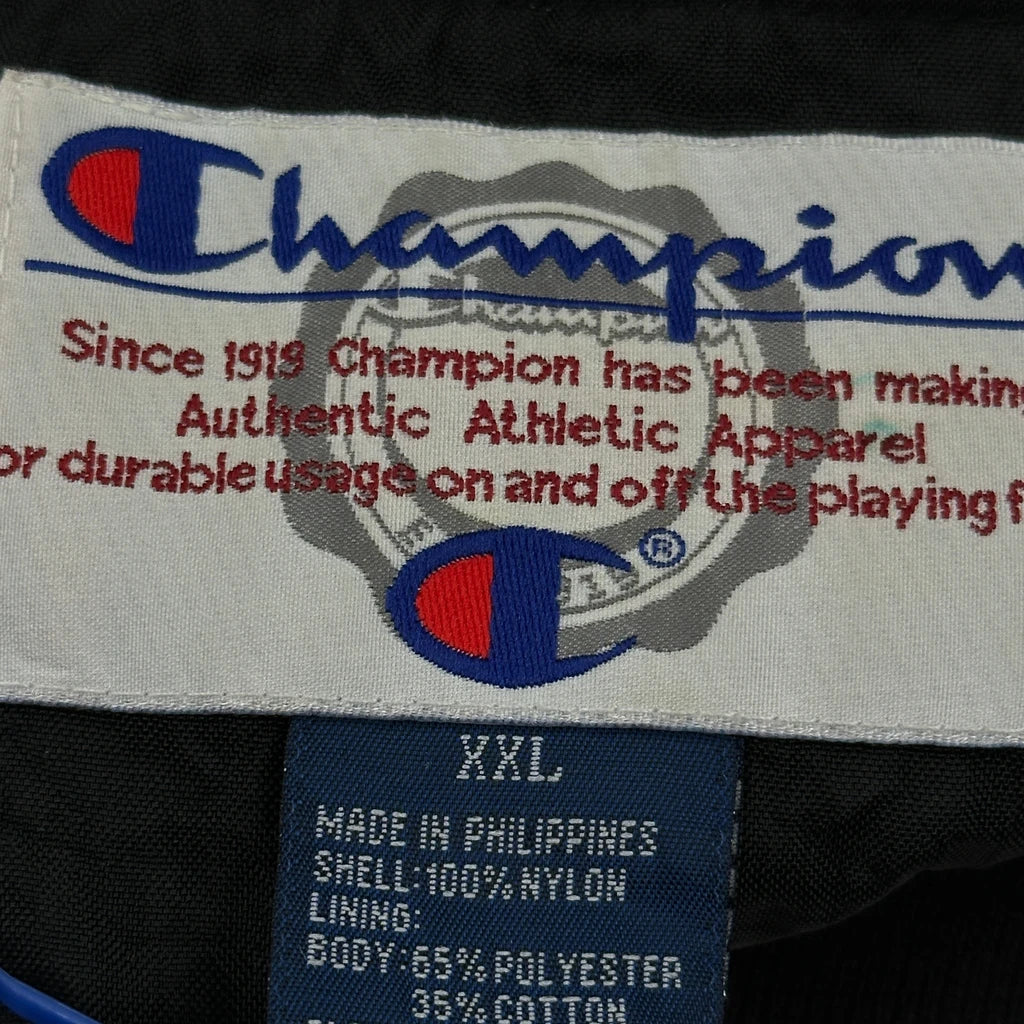 Champion
Since 1919 Champion has been making
Authentic Athletic Apparel
or durable usage on and off the playing f
Champion
®
XXL
MADE IN PHILIPPINES
SHELL:100% NYLON
LINING:
BODY:65% POLYESTER
35% COTTON